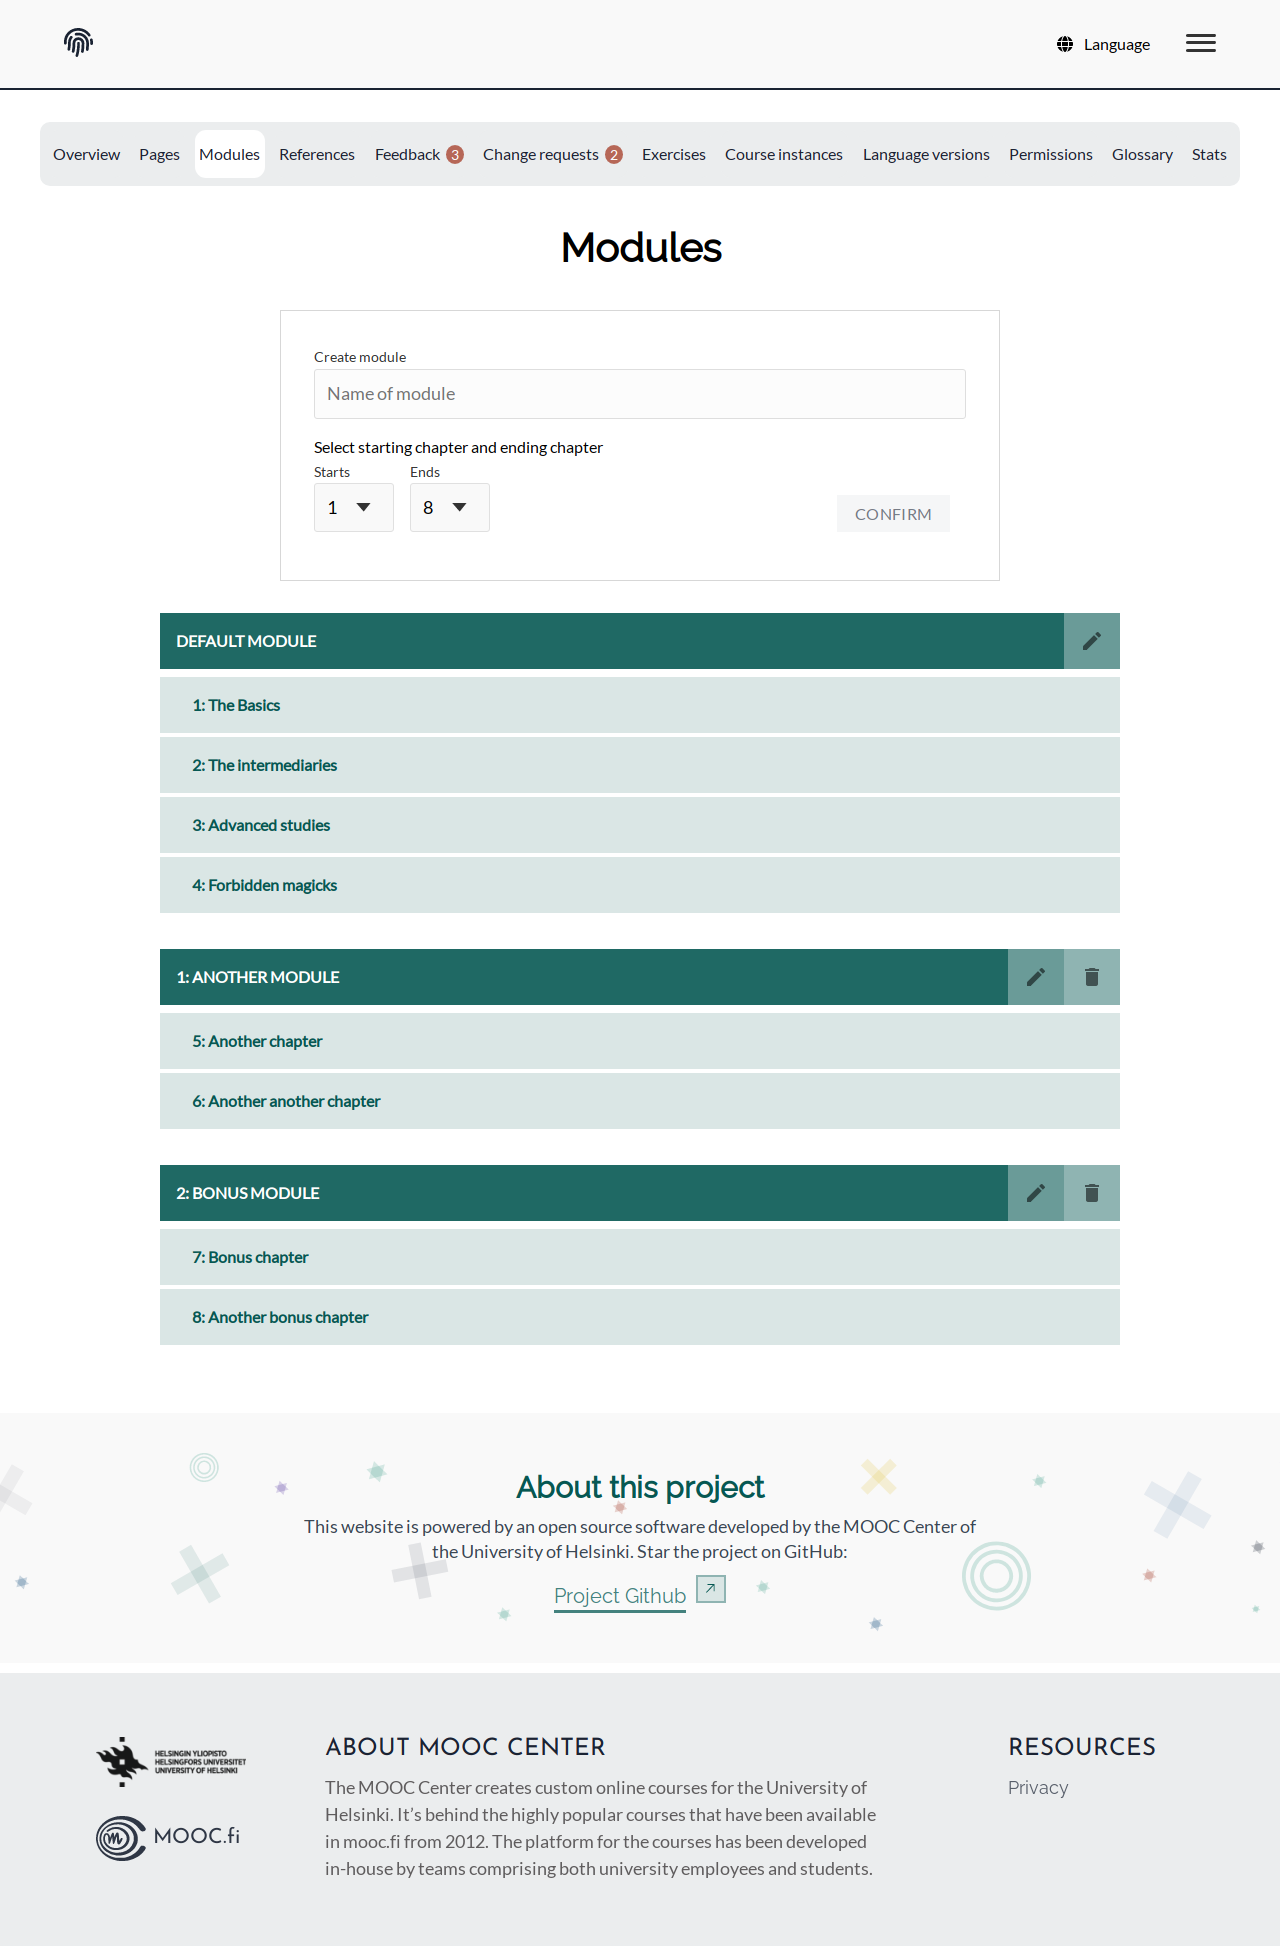 Language
Overview Pages Modules References Feedback 3 Change requests 2 Exercises Course instances Language versions Permissions Glossary Stats
Modules
Create module
Name of module
Select starting chapter and ending chapter
Starts Ends
1 8 CONFIRM
DEFAULT MODULE
1: The Basics
2: The intermediaries
3: Advanced studies
4: Forbidden magicks
1: ANOTHER MODULE
5: Another chapter
6: Another another chapter
2: BONUS MODULE
7: Bonus chapter
8: Another bonus chapter
About this project
This website is powered by an open source software developed by the MOOC Center of
the University of Helsinki. Star the project on GitHub:
Project Github
HELSINGIN YLIOPISTO
HELSINGFORS UNIVERSITET
UNIVERSITY OF HELSINKI
MOOC.fi
ABOUT MOOC CENTER
The MOOC Center creates custom online courses for the University of
Helsinki. It’s behind the highly popular courses that have been available
in mooc.fi from 2012. The platform for the courses has been developed
in-house by teams comprising both university employees and students.
RESOURCES
Privacy